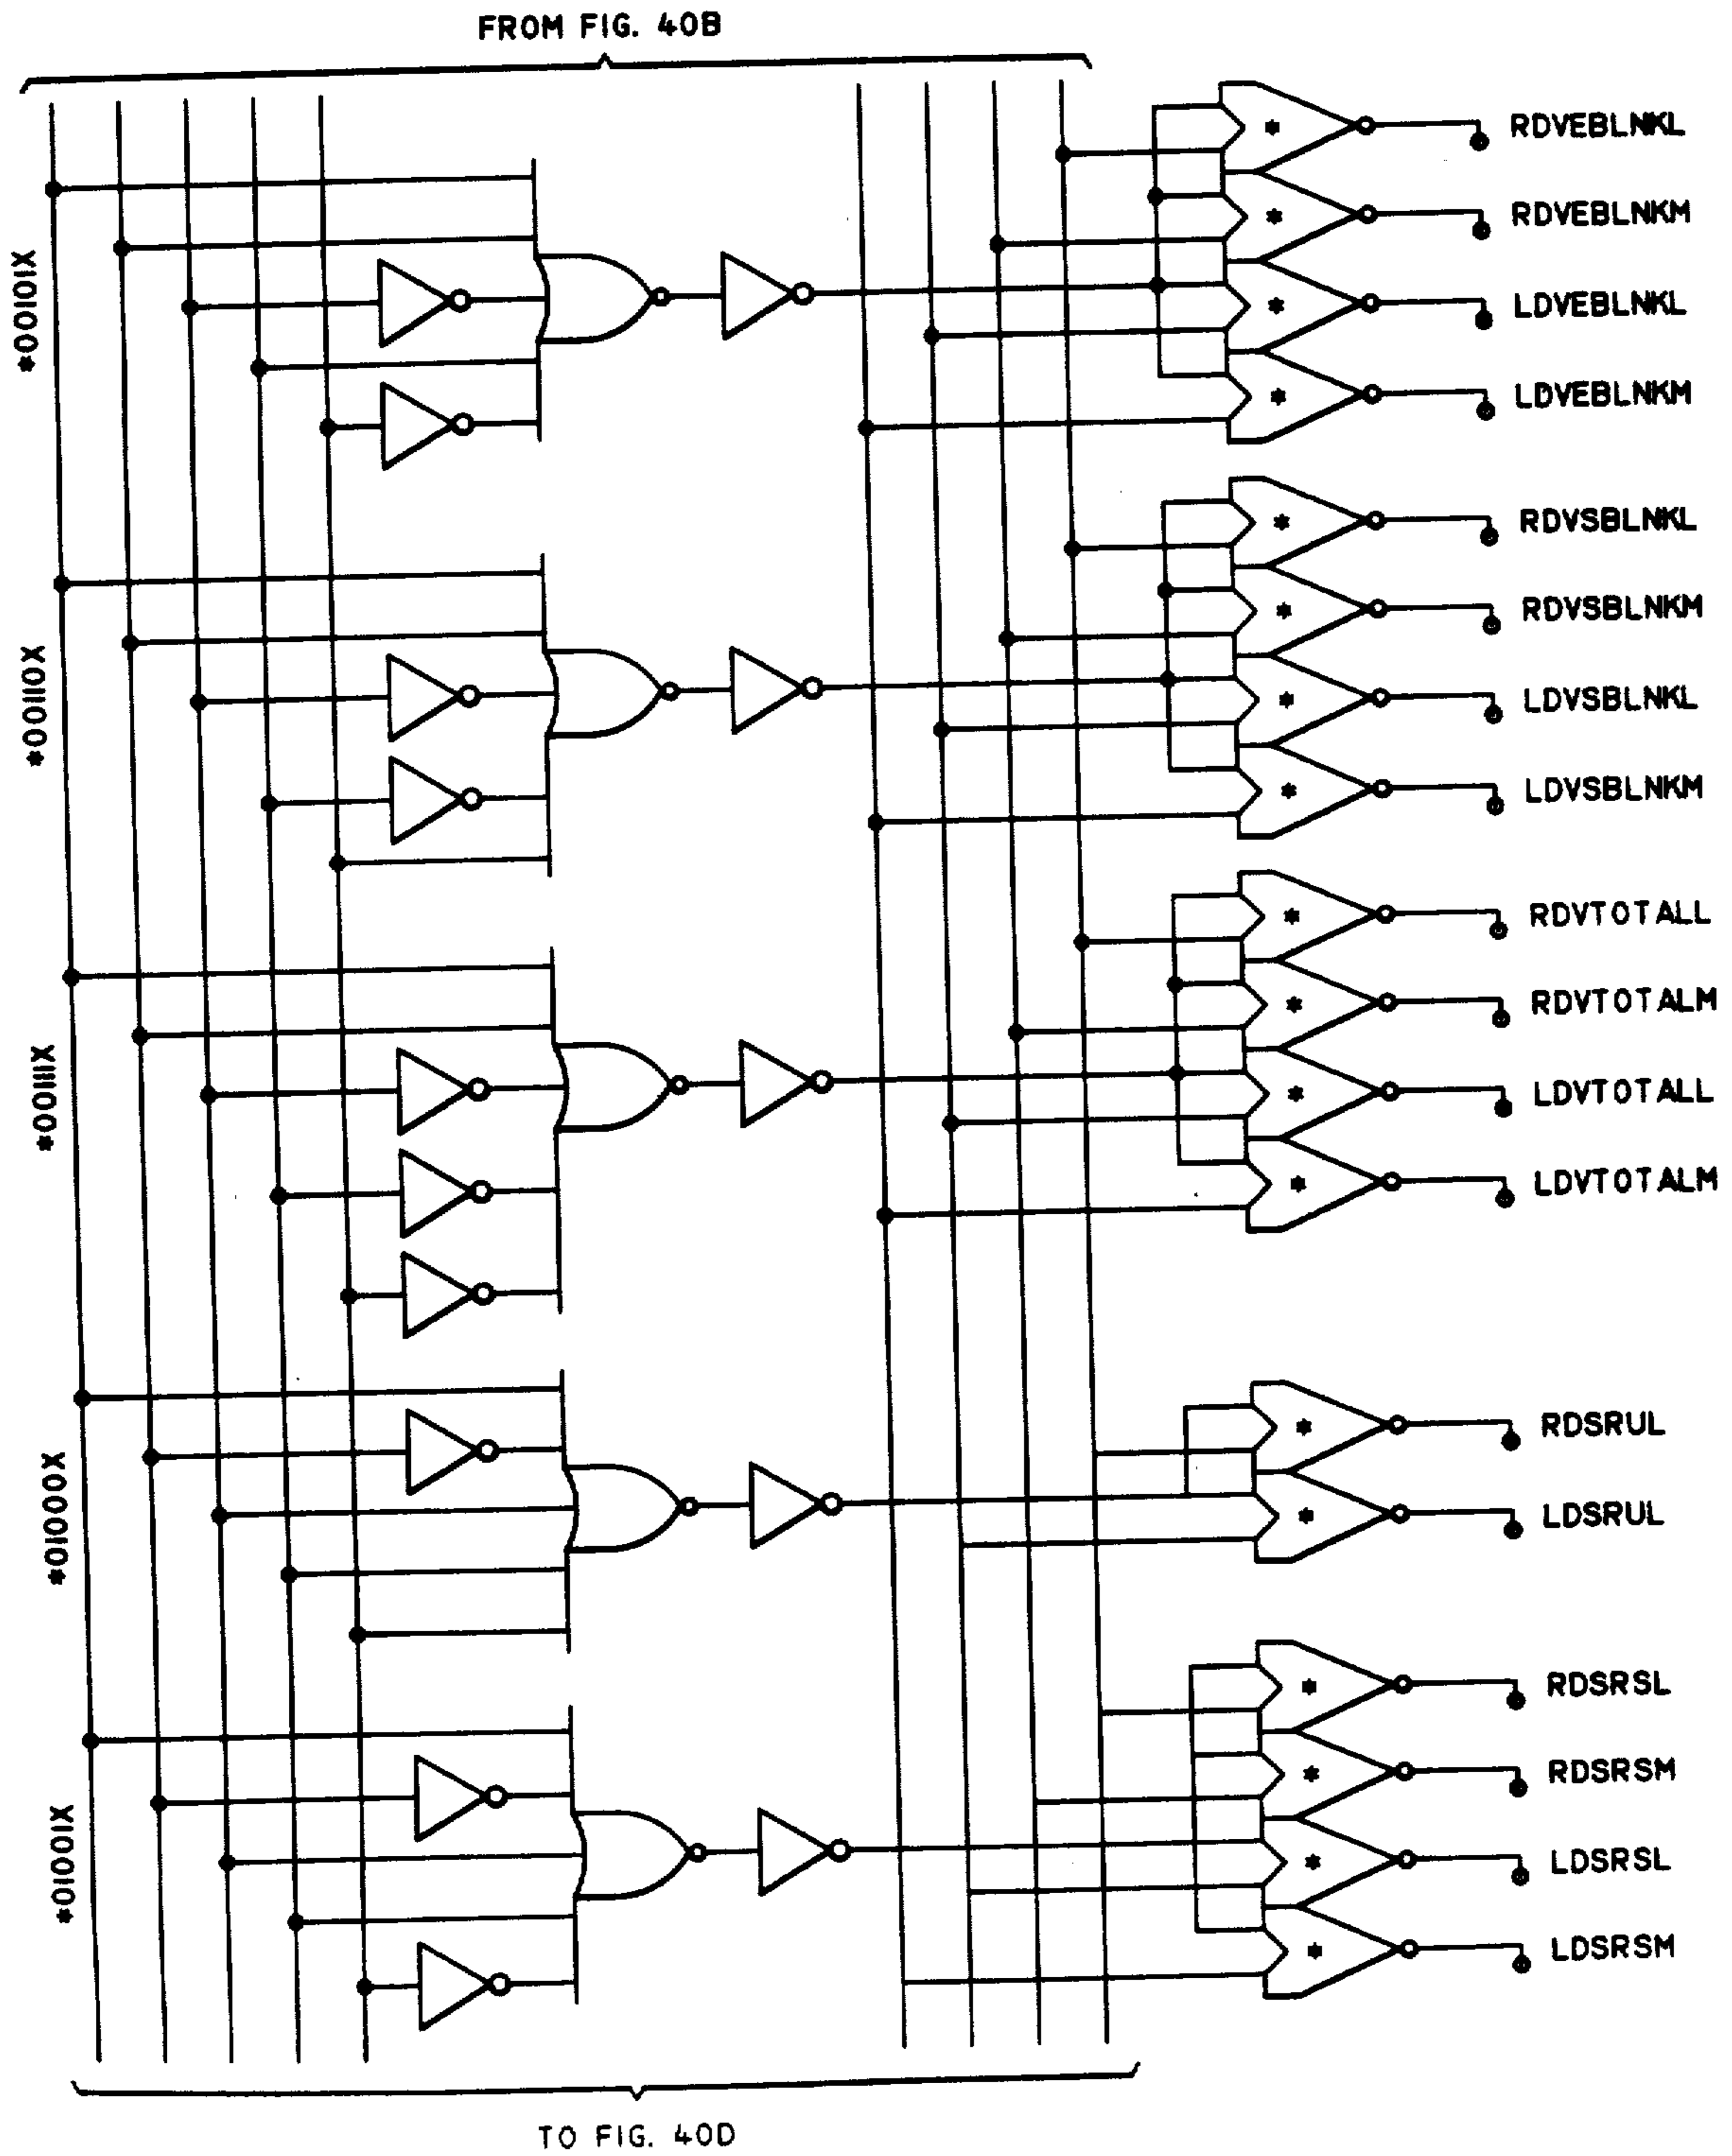 FROM FIG. 40B
RDVEBLNKL
RDVEBLNKM
LDVEBLNKL
LDVEBLNKM
*00101X
RDVSBLNKL
RDVSBLNKM
LDVSBLNKL
LDVSBLNKM
*00110X
RDVTOTALL
RDVTOTALM
LDVTOTALL
LDVTOTALM
*00111X
RDSRUL
LDSRUL
*01000X
RDSRSL
RDSRSM
LDSRSL
LDSRSM
*01001X
TO FIG. 40D